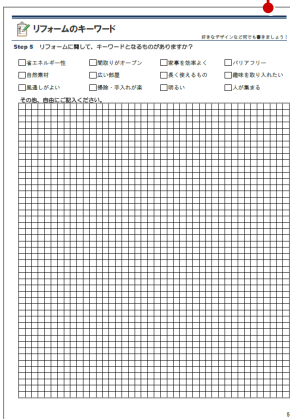 リフォームのキーワード
好きなデザインなど何でも書きましょう！
Step 5 リフォームに関して、キーワードとなるものがありますか？
省エネルギー性 間取りがオープン 家事を効率よく バリアフリー
自然素材 広い部屋 長く使えるもの 趣味を取り入れたい
風通しがよい 掃除・手入れが楽 明るい 人が集まる
その他、自由にご記入ください。
5